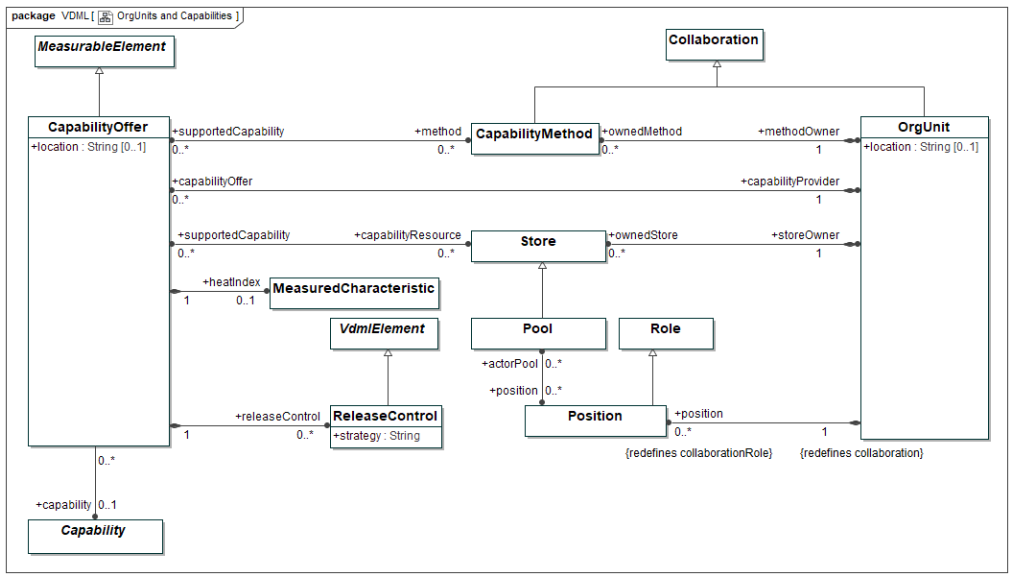 package VDML [ OrgUnits and Capabilities ]
MeasurableElement
Collaboration
CapabilityOffer
+location : String [0..1]
+supportedCapability
0..*
+method
0..*
CapabilityMethod
+ownedMethod
0..*
+methodOwner
1
OrgUnit
+location : String [0..1]
+capabilityOffer
0..*
+capabilityProvider
1
+supportedCapability
0..*
+capabilityResource
0..*
Store
+ownedStore
0..*
+storeOwner
1
+heatIndex
1
0..1
MeasuredCharacteristic
VdmlElement
Pool
Role
+actorPool
0..*
+position
0..*
+releaseControl
1
0..*
ReleaseControl
+strategy : String
Position
+position
0..*
1
{redefines collaborationRole}
{redefines collaboration}
0..*
+capability
0..1
Capability